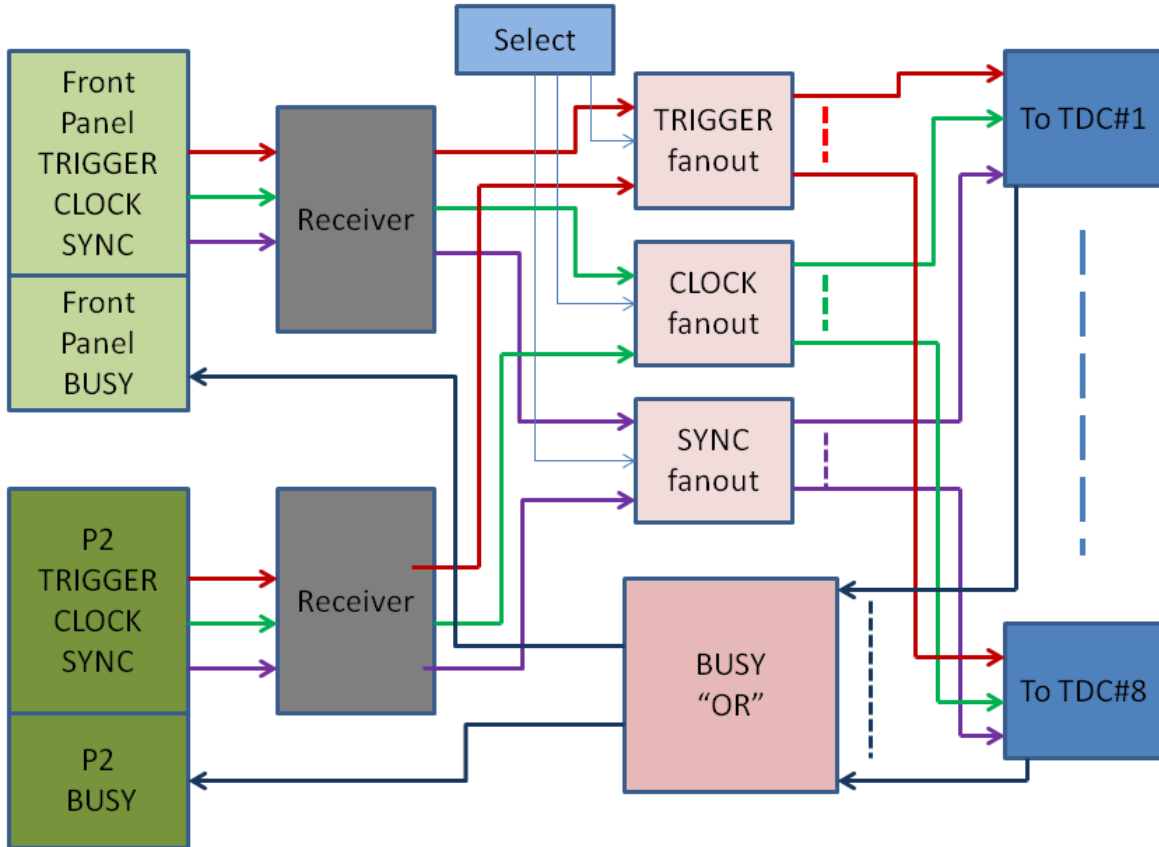 Select
Front
Panel
TRIGGER
CLOCK
SYNC
Front
Panel
BUSY
Receiver
TRIGGER
fanout
CLOCK
fanout
SYNC
fanout
To TDC#1
P2
TRIGGER
CLOCK
SYNC
P2
BUSY
Receiver
BUSY
“OR”
To TDC#8